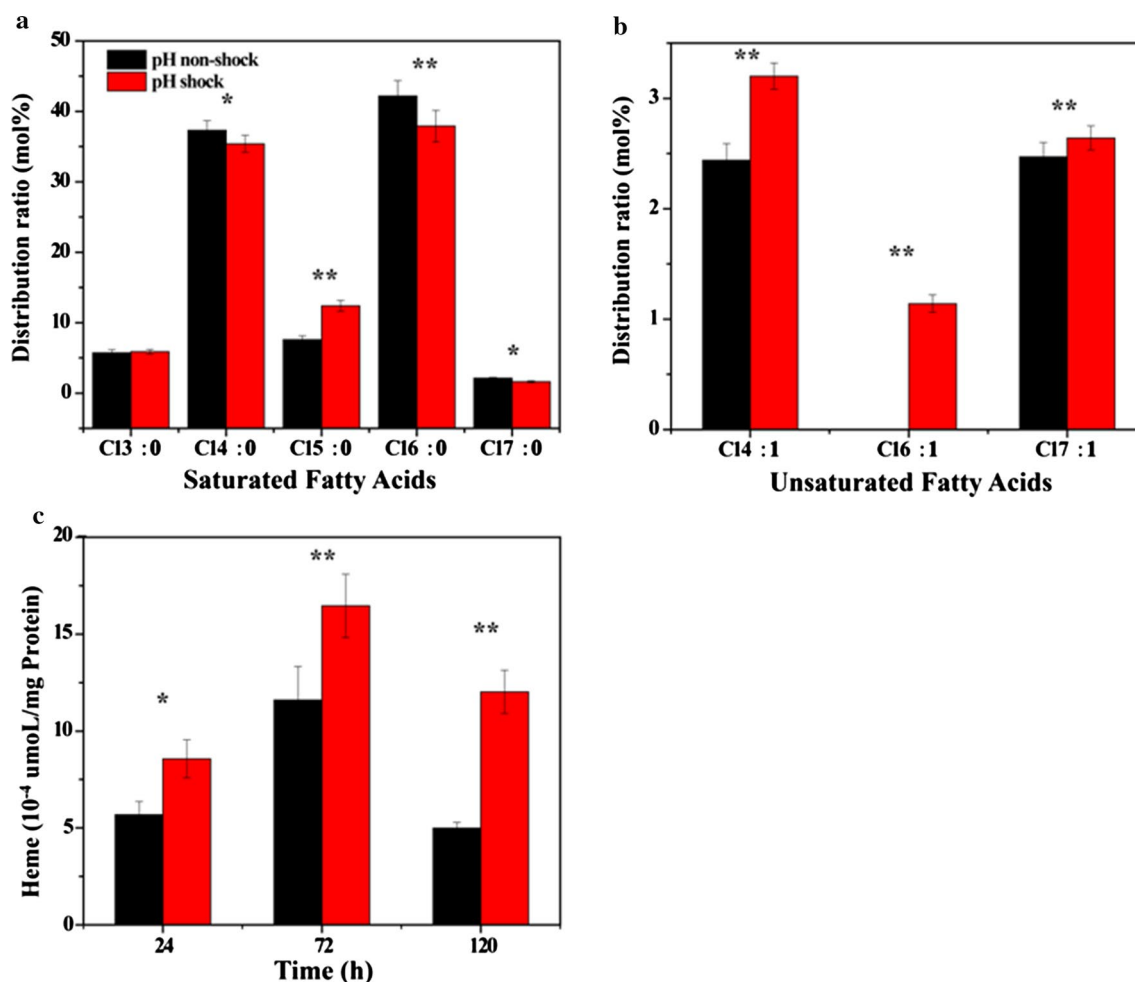 a
50
40
30
20
10
0
Distribution ratio (mol%)
pH non-shock
pH shock
*
**
**
*
C13 :0 C14 :0 C15 :0 C16 :0 C17 :0
Saturated Fatty Acids
b
3
2
1
0
Distribution ratio (mol%)
**
**
**
C14 :1 C16 :1 C17 :1
Unsaturated Fatty Acids
c
20
15
10
5
0
Heme (10⁻⁴ umoL/mg Protein)
*
**
**
24 72 120
Time (h)